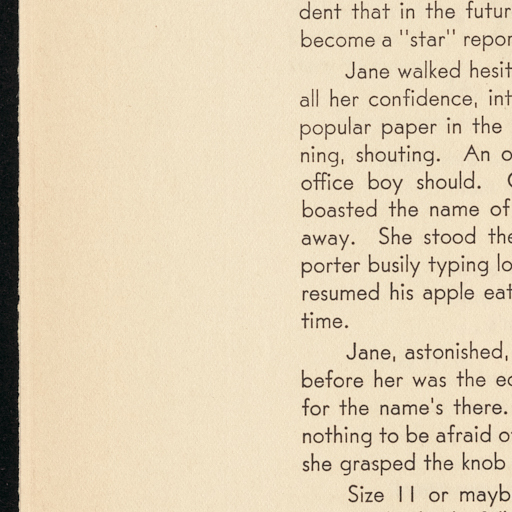 dent that in the futur
become a "star" repor
Jane walked hesit
all her confidence, int
popular paper in the
ning, shouting. An o
office boy should.
boasted the name of
away. She stood the
porter busily typing lo
resumed his apple eat
time.
Jane, astonished,
before her was the ed
for the name's there.
nothing to be afraid of
she grasped the knob
Size 11 or mayb